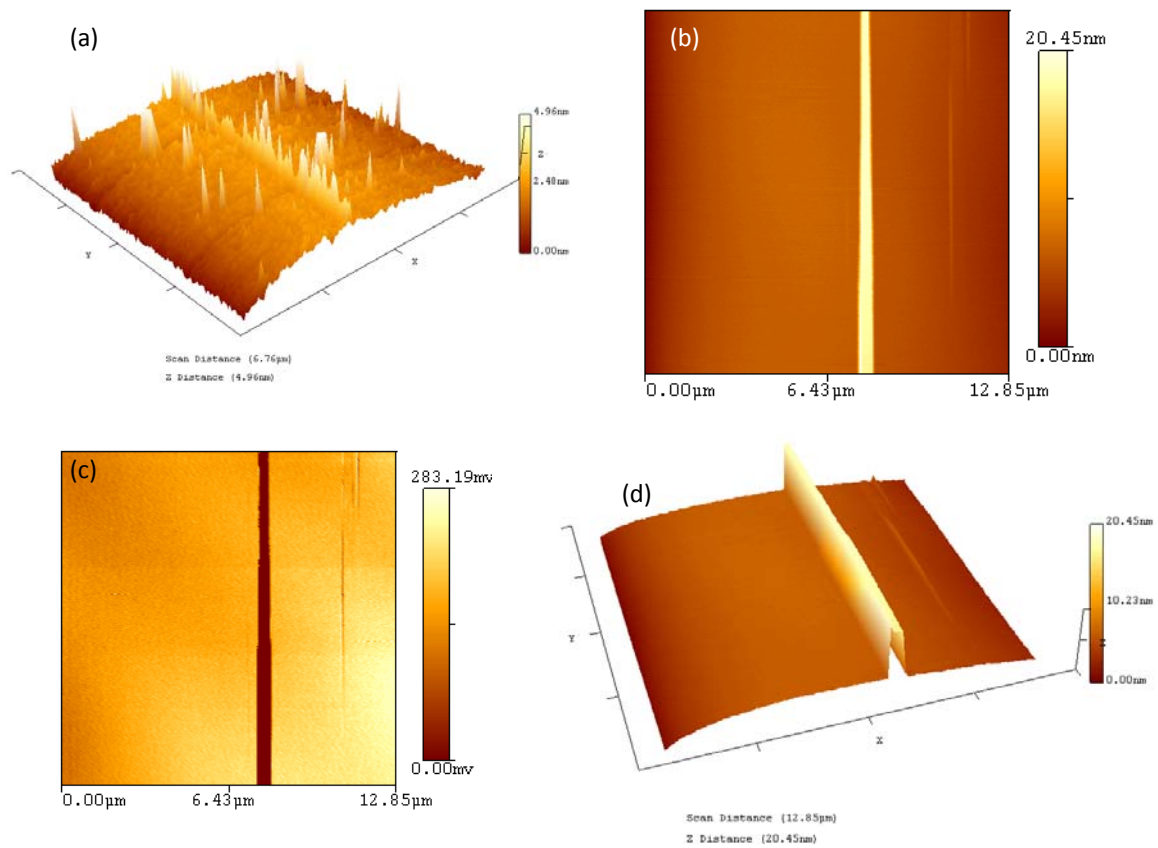 (a)
4.96nm
Z
2.48nm
0.00nm
Y
X
Scan Distance (6.76µm)
Z Distance (4.96nm)
(b)
20.45nm
0.00nm
0.00µm 6.43µm 12.85µm
(c)
283.19mv
0.00mv
0.00µm 6.43µm 12.85µm
(d)
20.45nm
10.23nm
Z
0.00nm
Y
X
Scan Distance (12.85µm)
Z Distance (20.45nm)